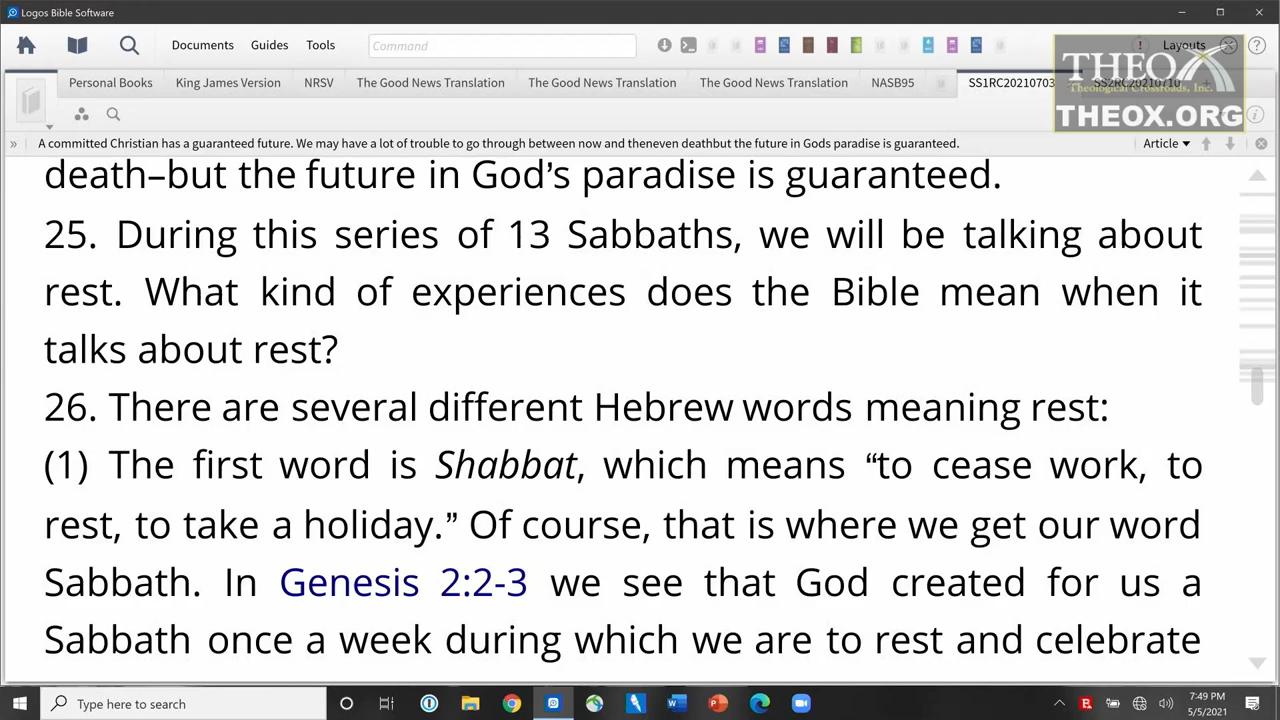 Logos Bible Software
Documents Guides Tools Command Layouts
Personal Books King James Version NRSV The Good News Translation The Good News Translation The Good News Translation NASB95 SS1RC20210703
THEOX
Theological Crossroads, Inc.
THEOX.ORG
» A committed Christian has a guaranteed future. We may have a lot of trouble to go through between now and theneven deathbut the future in Gods paradise is guaranteed. Article
death–but the future in God’s paradise is guaranteed.
25. During this series of 13 Sabbaths, we will be talking about
rest. What kind of experiences does the Bible mean when it
talks about rest?
26. There are several different Hebrew words meaning rest:
(1) The first word is Shabbat, which means “to cease work, to
rest, to take a holiday.” Of course, that is where we get our word
Sabbath. In Genesis 2:2-3 we see that God created for us a
Sabbath once a week during which we are to rest and celebrate
Type here to search
7:49 PM
5/5/2021